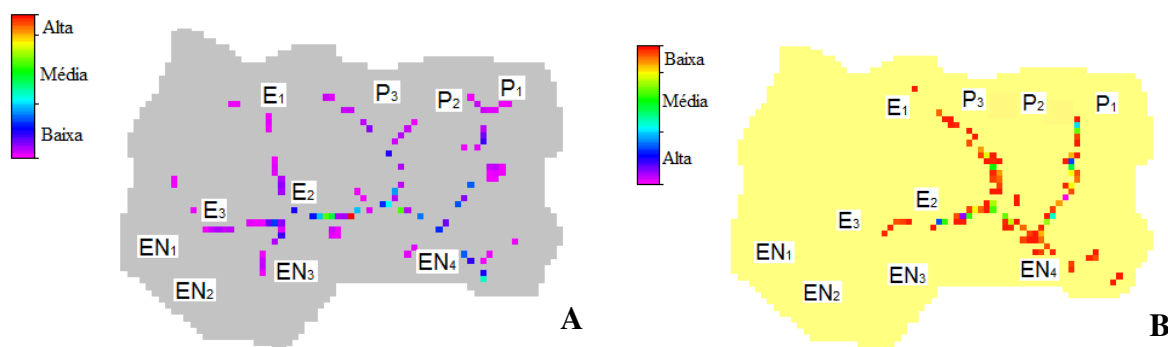 Alta
Média
Baixa
E1
P3
P2
P1
E2
E3
EN1
EN2
EN3
EN4
A
Baixa
Média
Alta
E1
P3
P2
P1
E2
E3
EN1
EN2
EN3
EN4
B